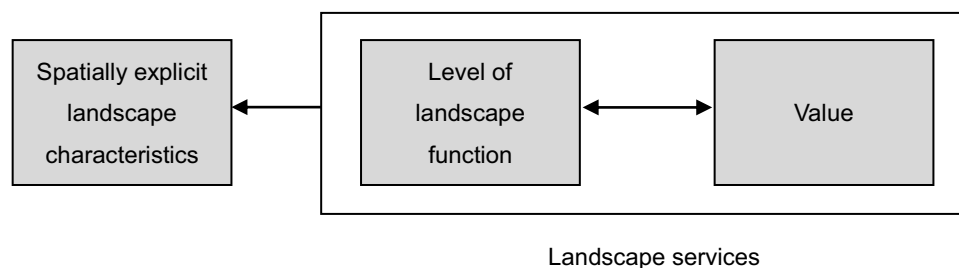 Spatially explicit
landscape
characteristics
Level of
landscape
function
Value
Landscape services